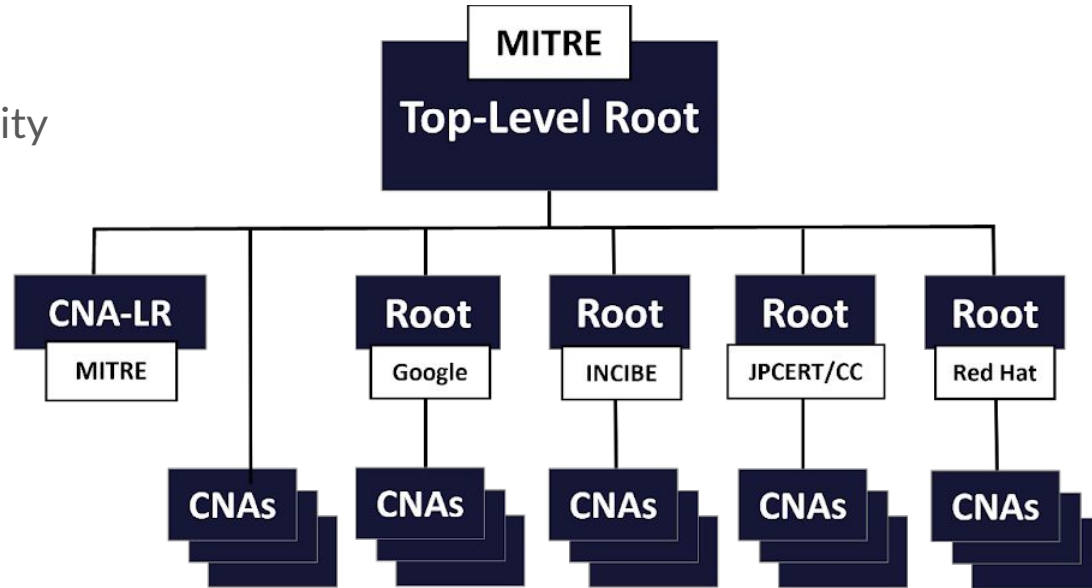 MITRE
Top-Level Root
ity
CNA-LR
Root
Root
Root
Root
MITRE
Google
INCIBE
JPCERT/CC
Red Hat
CNAs
CNAs
CNAs
CNAs
CNAs